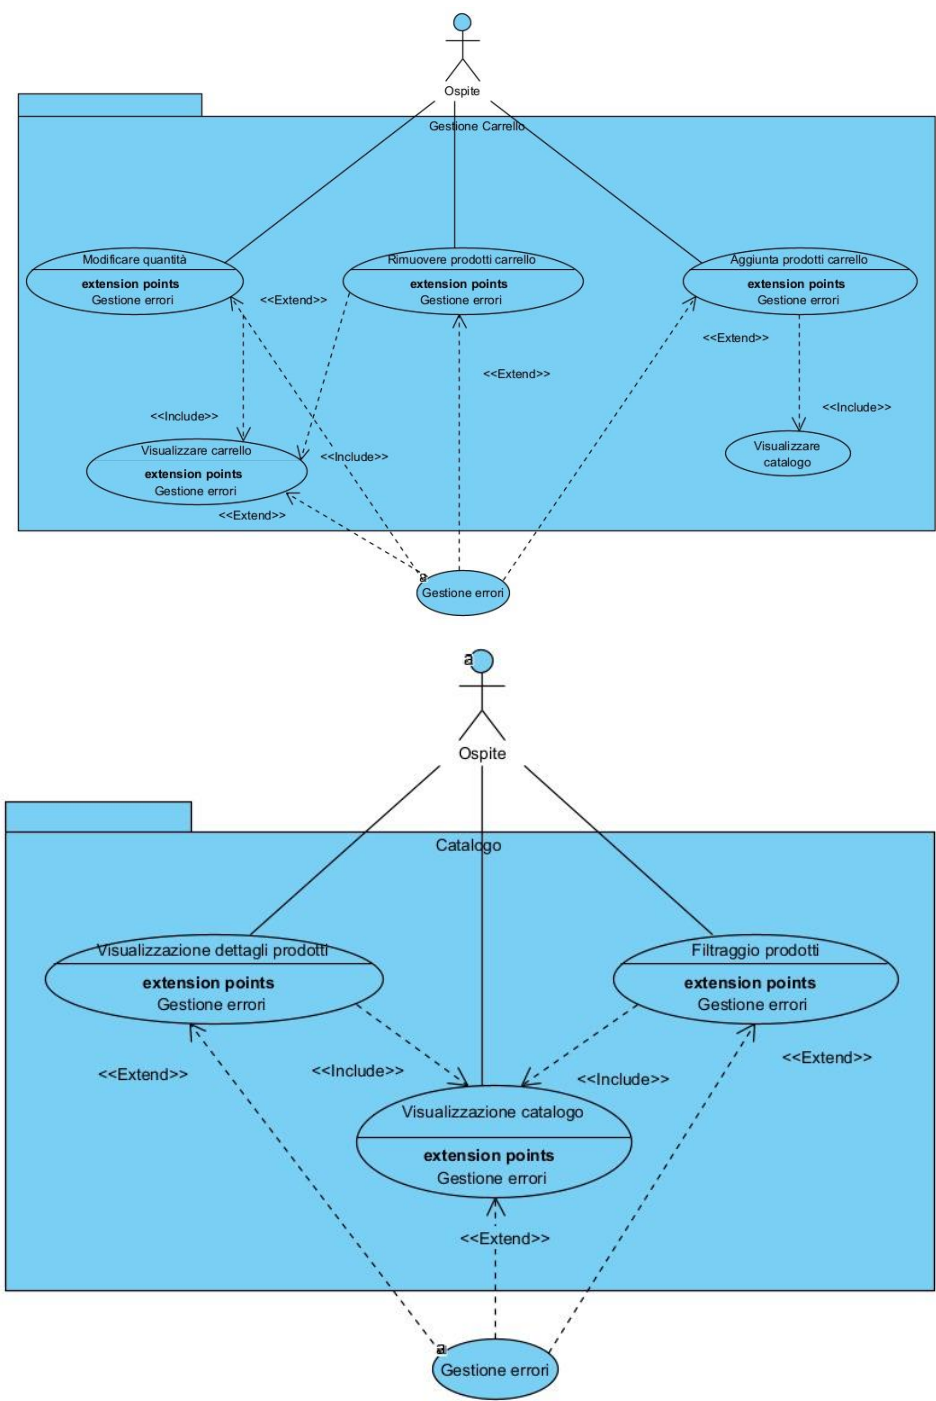 Ospite
Gestione Carrello
Modificare quantità
extension points
Gestione errori
Rimuovere prodotti carrello
extension points
Gestione errori
Aggiunta prodotti carrello
extension points
Gestione errori
<<Extend>>
<<Extend>>
<<Extend>>
<<Include>>
<<Include>>
<<Include>>
Visualizzare carrello
extension points
Gestione errori
Visualizzare
catalogo
<<Extend>>
a
Gestione errori
a
Ospite
Catalogo
Visualizzazione dettagli prodotti
extension points
Gestione errori
Filtraggio prodotti
extension points
Gestione errori
<<Extend>>
<<Include>>
<<Include>>
<<Extend>>
Visualizzazione catalogo
extension points
Gestione errori
<<Extend>>
a
Gestione errori